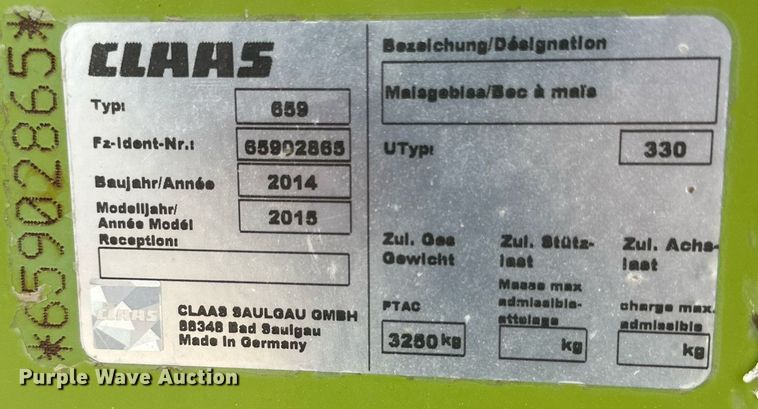 *65902865*
CLAAS
Typ: 659
Fz-Ident-Nr.: 65902865
Baujahr/Année 2014
Modelljahr/
Année Modél 2015
Reception:
CLAAS
CLAAS SAULGAU GMBH
88348 Bad Saulgau
Made in Germany
Bezeichung/Désignation
Maisgebiss/Bec à maïs
UTyp: 330
Zul. Ges
Gewicht
PTAC
3250 kg
Zul. Stütz-
last
Masse max
admissible-
attelage
kg
Zul. Achs-
last
charge max.
admissible
kg
Purple Wave Auction